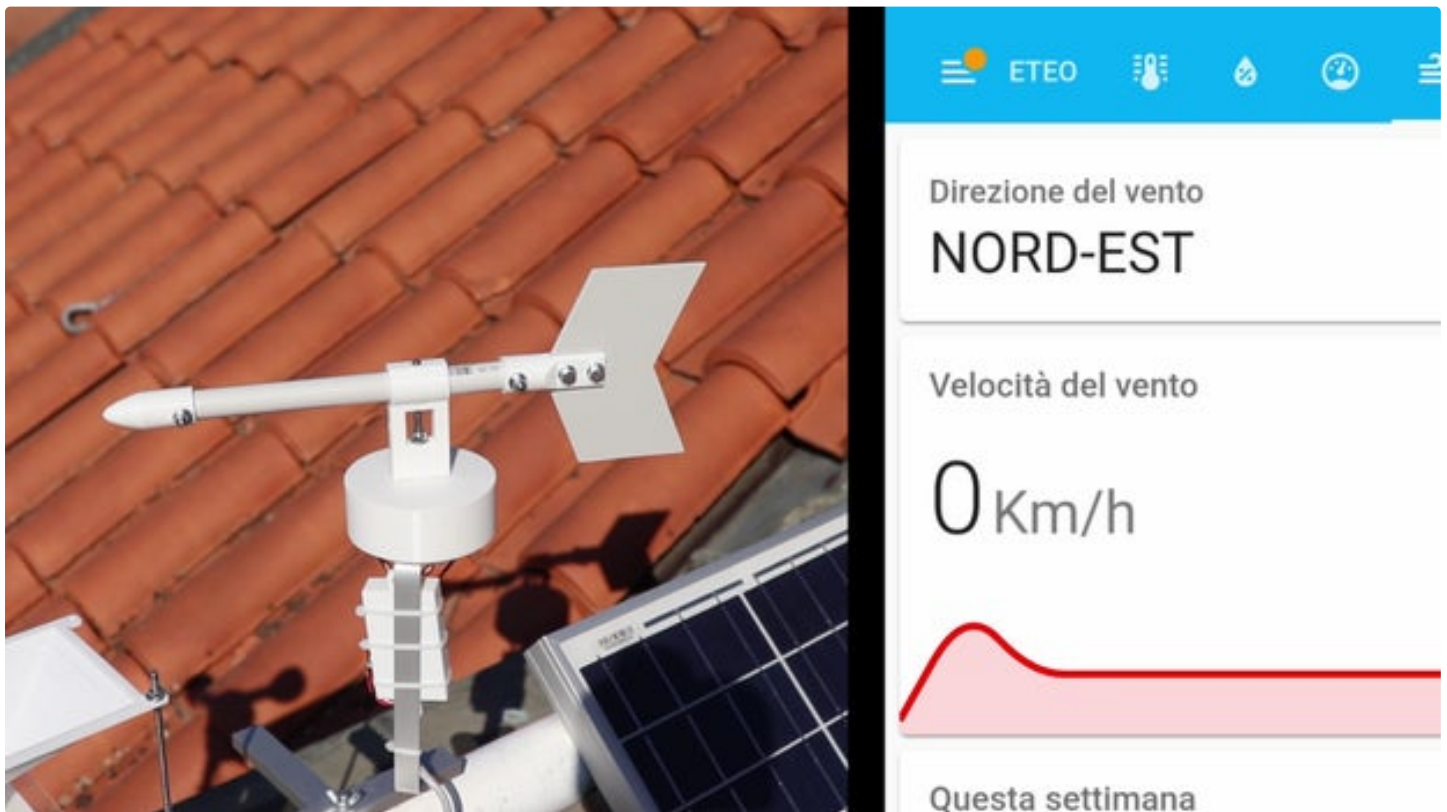 ETEO
Direzione del vento
NORD-EST
Velocità del vento
0 Km/h
Questa settimana